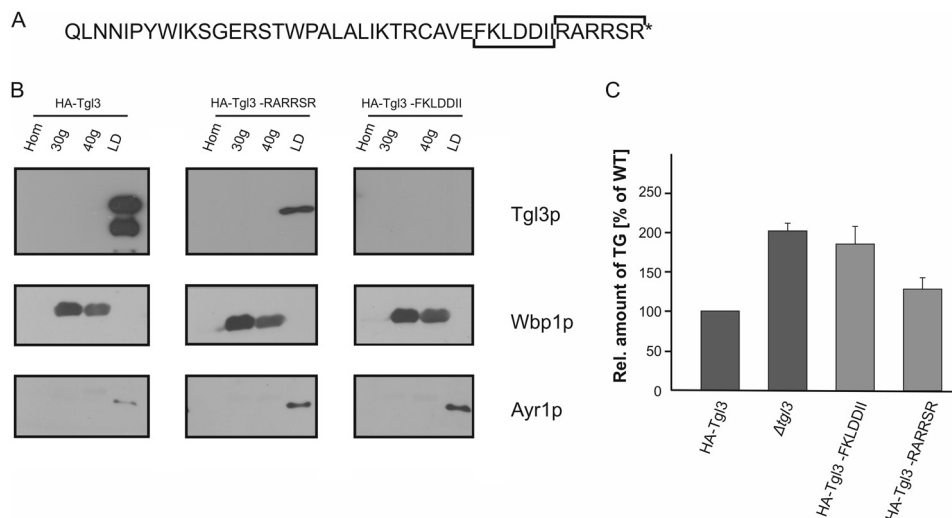 A
QLNNIPYWIKSGERSTWPALALIKTRCAVEFKLDDIIRARRSR*
B
HA-Tgl3 HA-Tgl3 -RARRSR HA-Tgl3 -FKLDDII
Hom 30g 40g LD Hom 30g 40g LD Hom 30g 40g LD
Tgl3p
Wbp1p
Ayr1p
C
Rel. amount of TG [% of WT]
250
200
150
100
50
0
HA-Tgl3
Δtgl3
HA-Tgl3 -FKLDDII
HA-Tgl3 -RARRSR